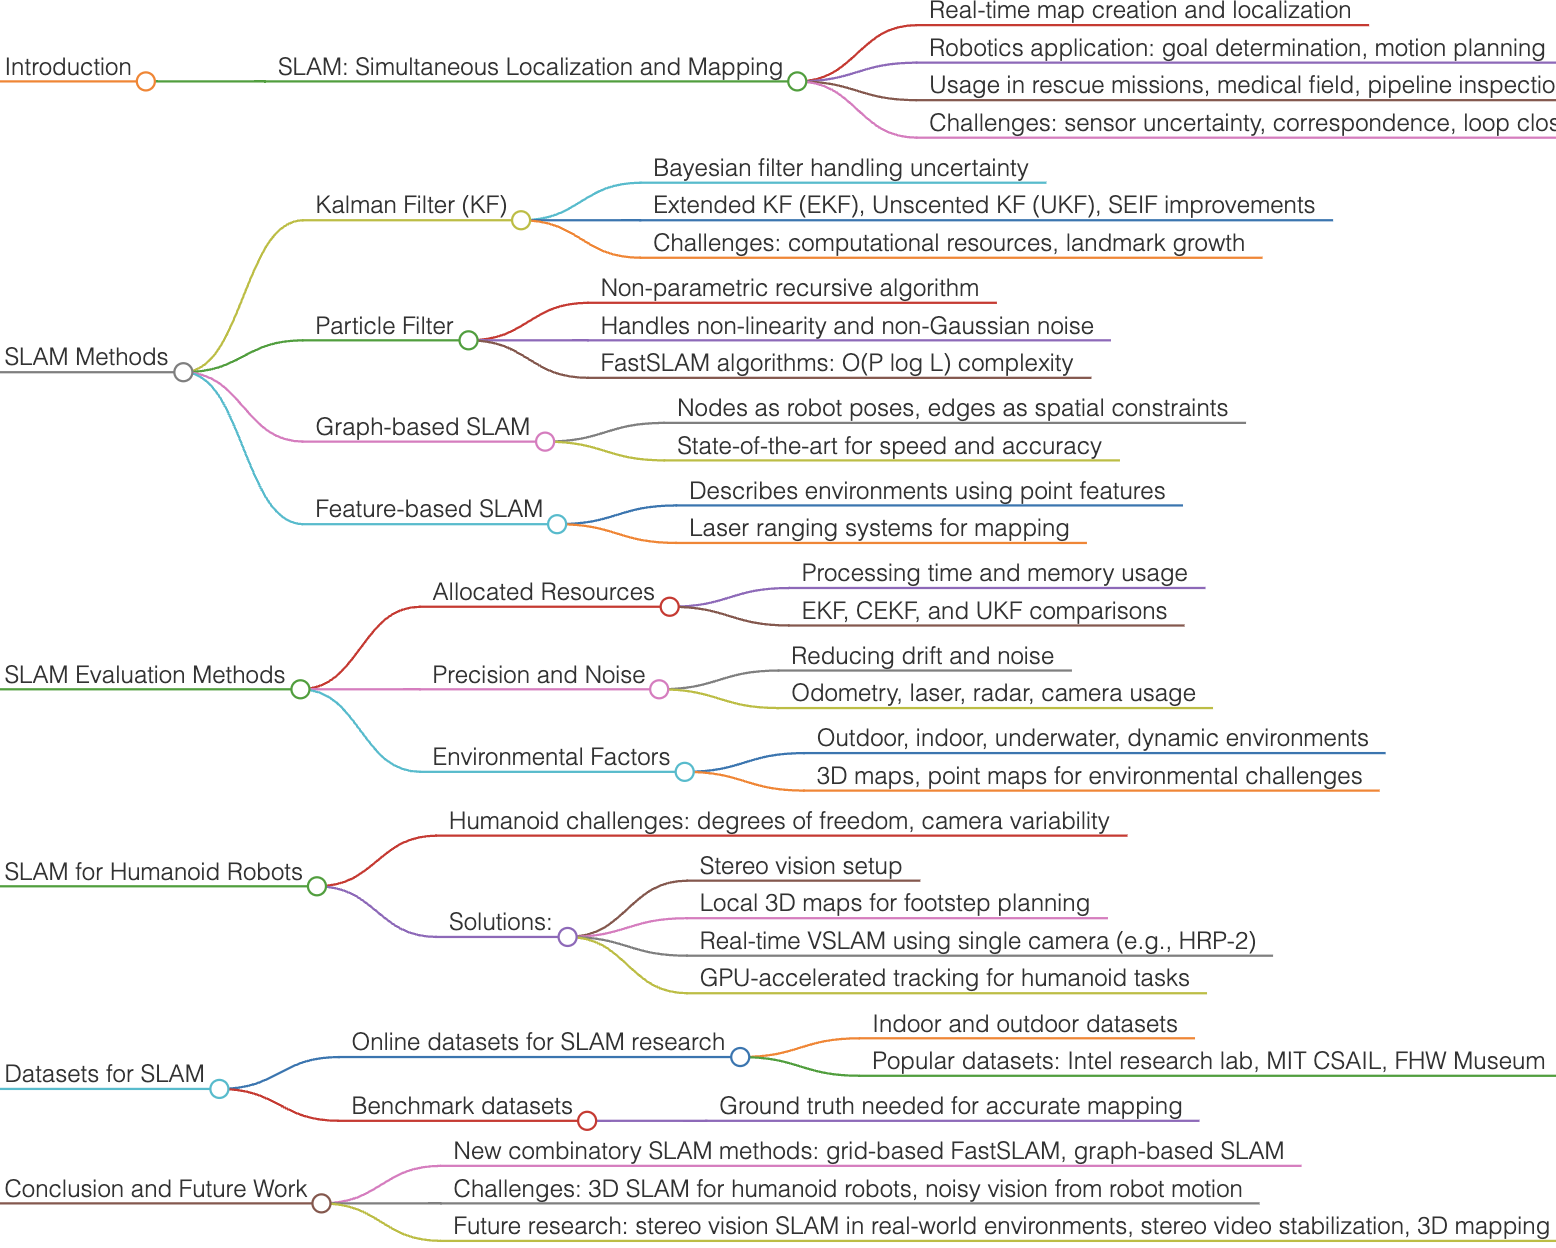 Introduction
SLAM: Simultaneous Localization and Mapping
Real-time map creation and localization
Robotics application: goal determination, motion planning
Usage in rescue missions, medical field, pipeline inspectio
Challenges: sensor uncertainty, correspondence, loop clos
SLAM Methods
Kalman Filter (KF)
Bayesian filter handling uncertainty
Extended KF (EKF), Unscented KF (UKF), SEIF improvements
Challenges: computational resources, landmark growth
Particle Filter
Non-parametric recursive algorithm
Handles non-linearity and non-Gaussian noise
FastSLAM algorithms: O(P log L) complexity
Graph-based SLAM
Nodes as robot poses, edges as spatial constraints
State-of-the-art for speed and accuracy
Feature-based SLAM
Describes environments using point features
Laser ranging systems for mapping
SLAM Evaluation Methods
Allocated Resources
Processing time and memory usage
EKF, CEKF, and UKF comparisons
Precision and Noise
Reducing drift and noise
Odometry, laser, radar, camera usage
Environmental Factors
Outdoor, indoor, underwater, dynamic environments
3D maps, point maps for environmental challenges
SLAM for Humanoid Robots
Humanoid challenges: degrees of freedom, camera variability
Solutions:
Stereo vision setup
Local 3D maps for footstep planning
Real-time VSLAM using single camera (e.g., HRP-2)
GPU-accelerated tracking for humanoid tasks
Datasets for SLAM
Online datasets for SLAM research
Indoor and outdoor datasets
Popular datasets: Intel research lab, MIT CSAIL, FHW Museum
Benchmark datasets
Ground truth needed for accurate mapping
Conclusion and Future Work
New combinatory SLAM methods: grid-based FastSLAM, graph-based SLAM
Challenges: 3D SLAM for humanoid robots, noisy vision from robot motion
Future research: stereo vision SLAM in real-world environments, stereo video stabilization, 3D mapping